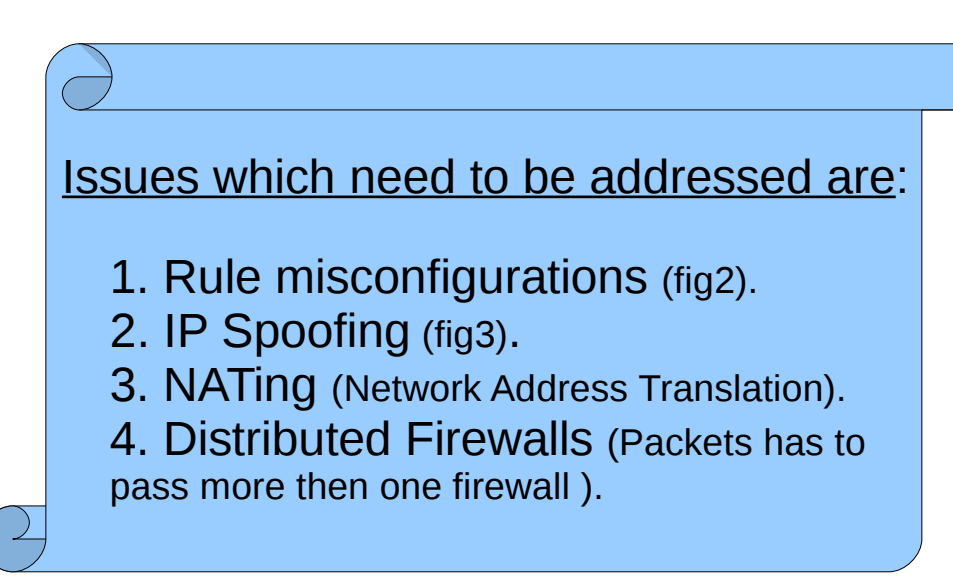 Issues which need to be addressed are:
1. Rule misconfigurations (fig2).
2. IP Spoofing (fig3).
3. NATing (Network Address Translation).
4. Distributed Firewalls (Packets has to
pass more then one firewall ).